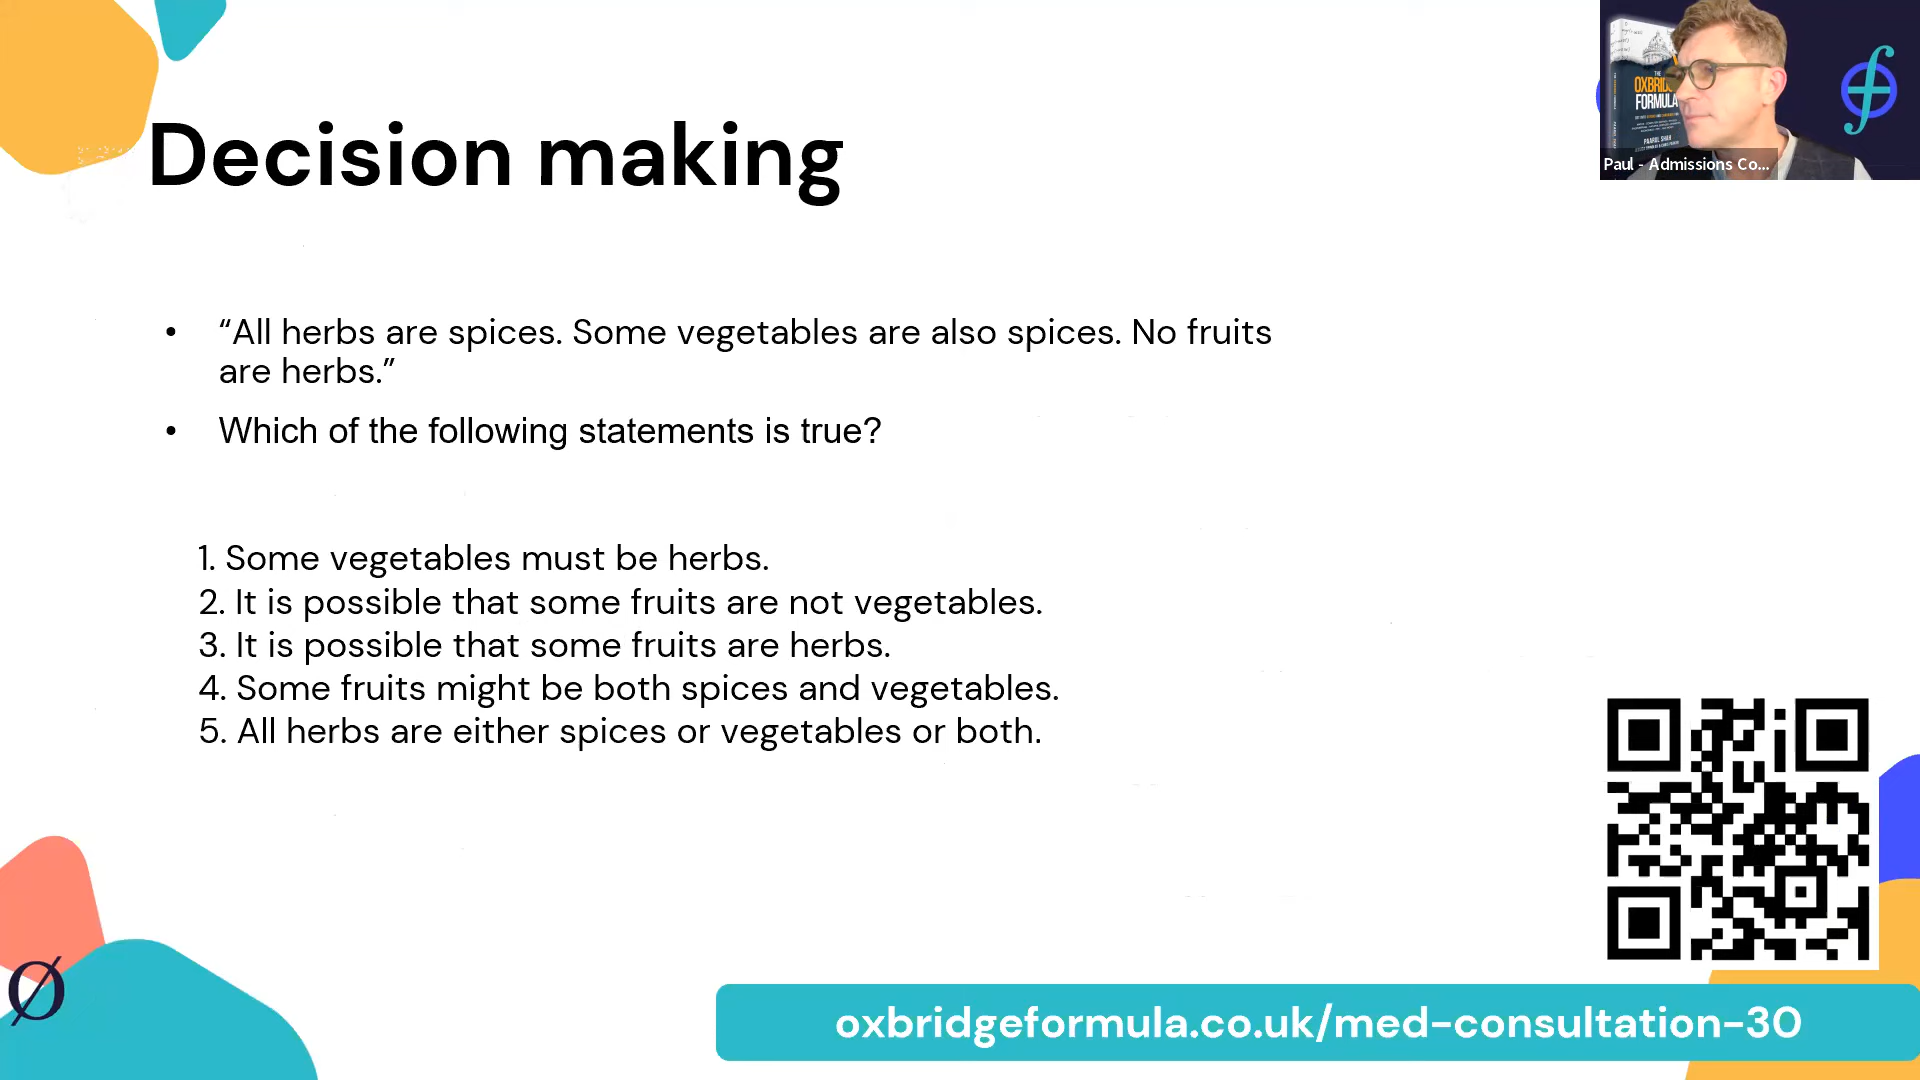 Decision making
• “All herbs are spices. Some vegetables are also spices. No fruits
are herbs.”
• Which of the following statements is true?
1. Some vegetables must be herbs.
2. It is possible that some fruits are not vegetables.
3. It is possible that some fruits are herbs.
4. Some fruits might be both spices and vegetables.
5. All herbs are either spices or vegetables or both.
THE
OXBRIDGE
FORMULA
Paul - Admissions Co...
oxbridgeformula.co.uk/med-consultation-30